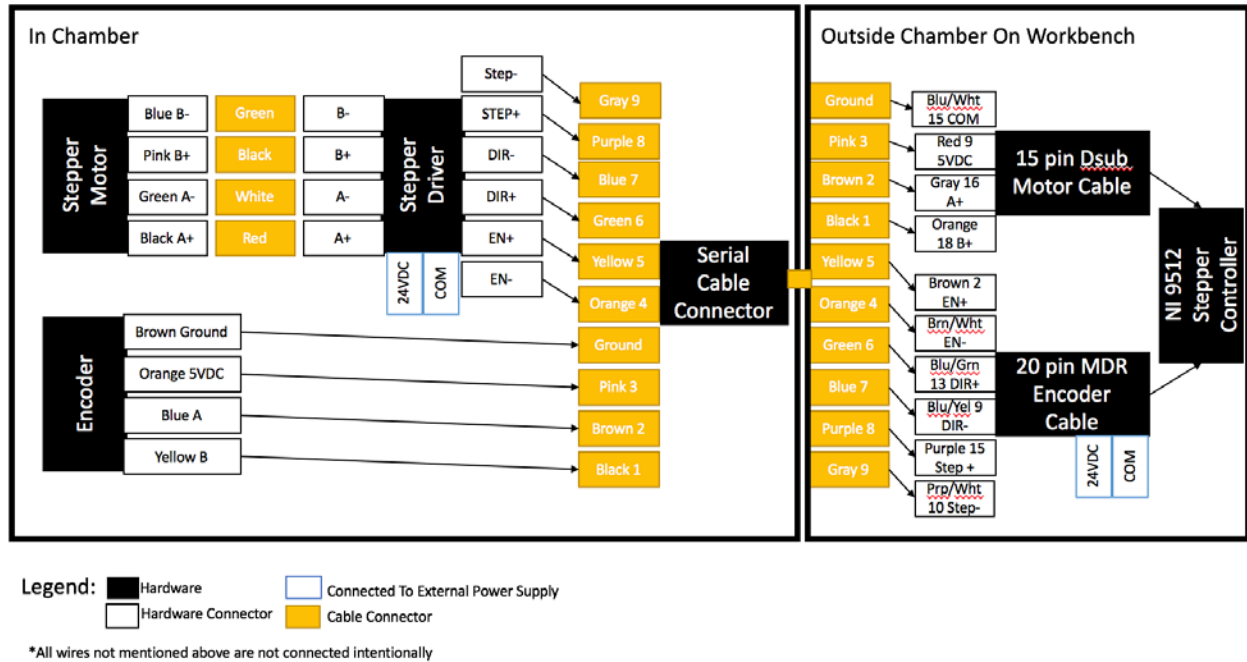 In Chamber
Stepper
Motor
Blue B-
Pink B+
Green A-
Black A+
Green
Black
White
Red
B-
B+
A-
A+
Stepper
Driver
24VDC
COM
Step-
STEP+
DIR-
DIR+
EN+
EN-
Gray 9
Purple 8
Blue 7
Green 6
Yellow 5
Orange 4
Ground
Pink 3
Brown 2
Black 1
Serial
Cable
Connector
Encoder
Brown Ground
Orange 5VDC
Blue A
Yellow B
Outside Chamber On Workbench
Ground
Pink 3
Brown 2
Black 1
Yellow 5
Orange 4
Green 6
Blue 7
Purple 8
Gray 9
Blu/Wht
15 COM
Red 9
5VDC
Gray 16
A+
Orange
18 B+
Brown 2
EN+
Brn/Wht
EN-
Blu/Grn
13 DIR+
Blu/Yel 9
DIR-
Purple 15
Step +
Prp/Wht
10 Step-
15 pin Dsub
Motor Cable
20 pin MDR
Encoder
Cable
24VDC
COM
NI 9512
Stepper
Controller
Legend:
Hardware
Hardware Connector
Connected To External Power Supply
Cable Connector
*All wires not mentioned above are not connected intentionally